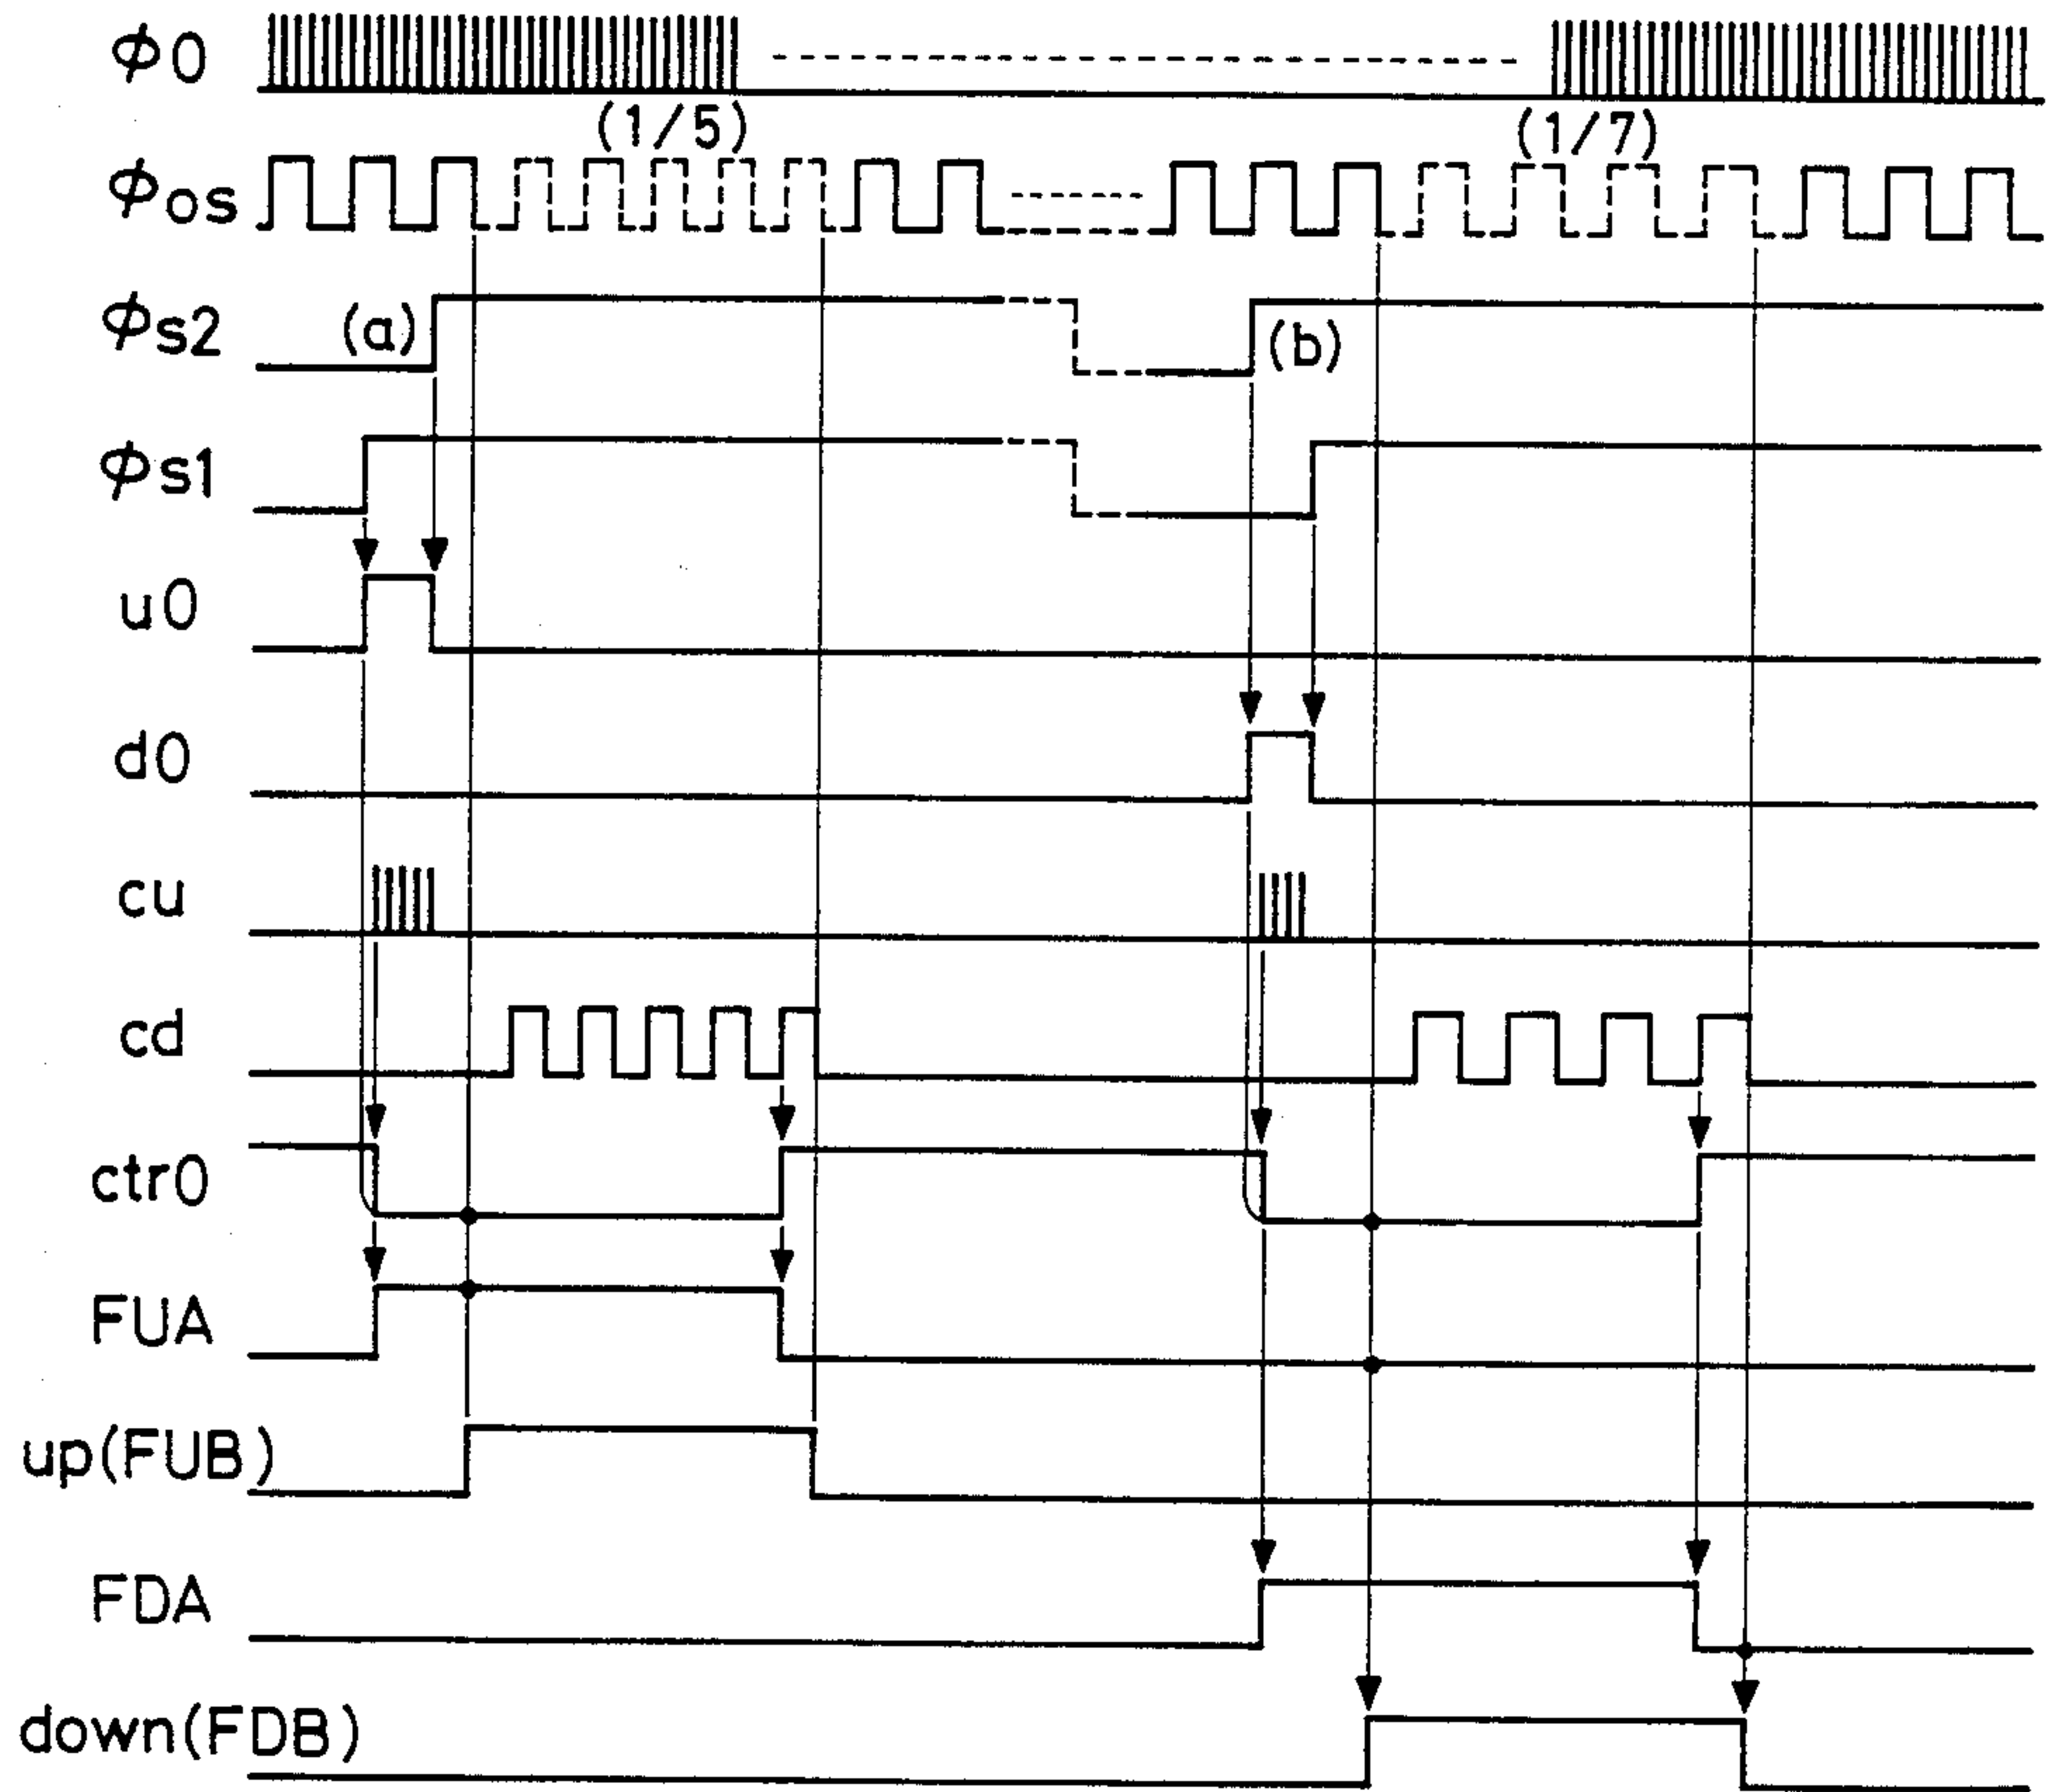 ϕ0
(1/5) (1/7)
ϕos
ϕs2 (a) (b)
ϕs1
u0
d0
cu
cd
ctr0
FUA
up(FUB)
FDA
down(FDB)